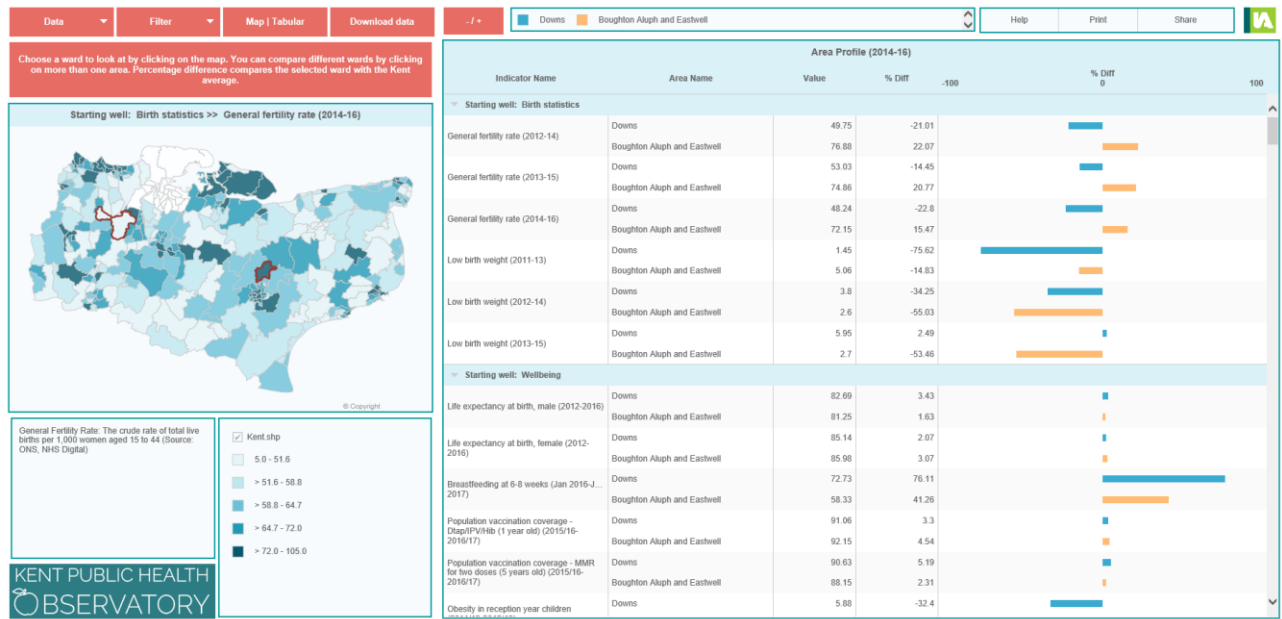 Data
Filter
Map | Tabular
Download data
- / +
Downs Boughton Aluph and Eastwell
Help Print Share
Choose a ward to look at by clicking on the map. You can compare different wards by clicking
on more than one area. Percentage difference compares the selected ward with the Kent
average.
Starting well: Birth statistics >> General fertility rate (2014-16)
© Copyright
General Fertility Rate: The crude rate of total live
births per 1,000 women aged 15 to 44 (Source:
ONS, NHS Digital)
Kent.shp
5.0 - 51.6
> 51.6 - 58.8
> 58.8 - 64.7
> 64.7 - 72.0
> 72.0 - 105.0
KENT PUBLIC HEALTH
OBSERVATORY
Area Profile (2014-16)
Indicator Name Area Name Value % Diff -100 % Diff 0 100
Starting well: Birth statistics
General fertility rate (2012-14)
Downs 49.75 -21.01
Boughton Aluph and Eastwell 76.88 22.07
General fertility rate (2013-15)
Downs 53.03 -14.45
Boughton Aluph and Eastwell 74.86 20.77
General fertility rate (2014-16)
Downs 48.24 -22.8
Boughton Aluph and Eastwell 72.15 15.47
Low birth weight (2011-13)
Downs 1.45 -75.62
Boughton Aluph and Eastwell 5.06 -14.83
Low birth weight (2012-14)
Downs 3.8 -34.25
Boughton Aluph and Eastwell 2.6 -55.03
Low birth weight (2013-15)
Downs 5.95 2.49
Boughton Aluph and Eastwell 2.7 -53.46
Starting well: Wellbeing
Life expectancy at birth, male (2012-2016)
Downs 82.69 3.43
Boughton Aluph and Eastwell 81.25 1.63
Life expectancy at birth, female (2012-
2016)
Downs 85.14 2.07
Boughton Aluph and Eastwell 85.98 3.07
Breastfeeding at 6-8 weeks (Jan 2016-J...
2017)
Downs 72.73 76.11
Boughton Aluph and Eastwell 58.33 41.26
Population vaccination coverage -
Dtap/IPV/Hib (1 year old) (2015/16-
2016/17)
Downs 91.06 3.3
Boughton Aluph and Eastwell 92.15 4.54
Population vaccination coverage - MMR
for two doses (5 years old) (2015/16-
2016/17)
Downs 90.63 5.19
Boughton Aluph and Eastwell 88.15 2.31
Obesity in reception year children
Downs 5.88 -32.4